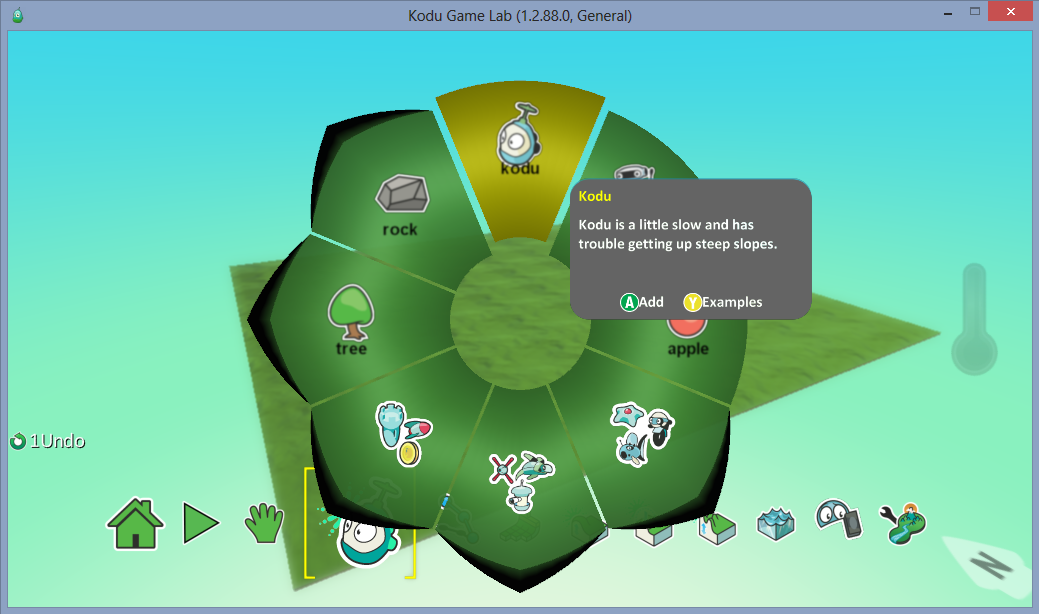 Kodu Game Lab (1.2.88.0, General)
kodu
rock
Kodu
Kodu is a little slow and has
trouble getting up steep slopes.
A Add Y Examples
tree
apple
1Undo
N